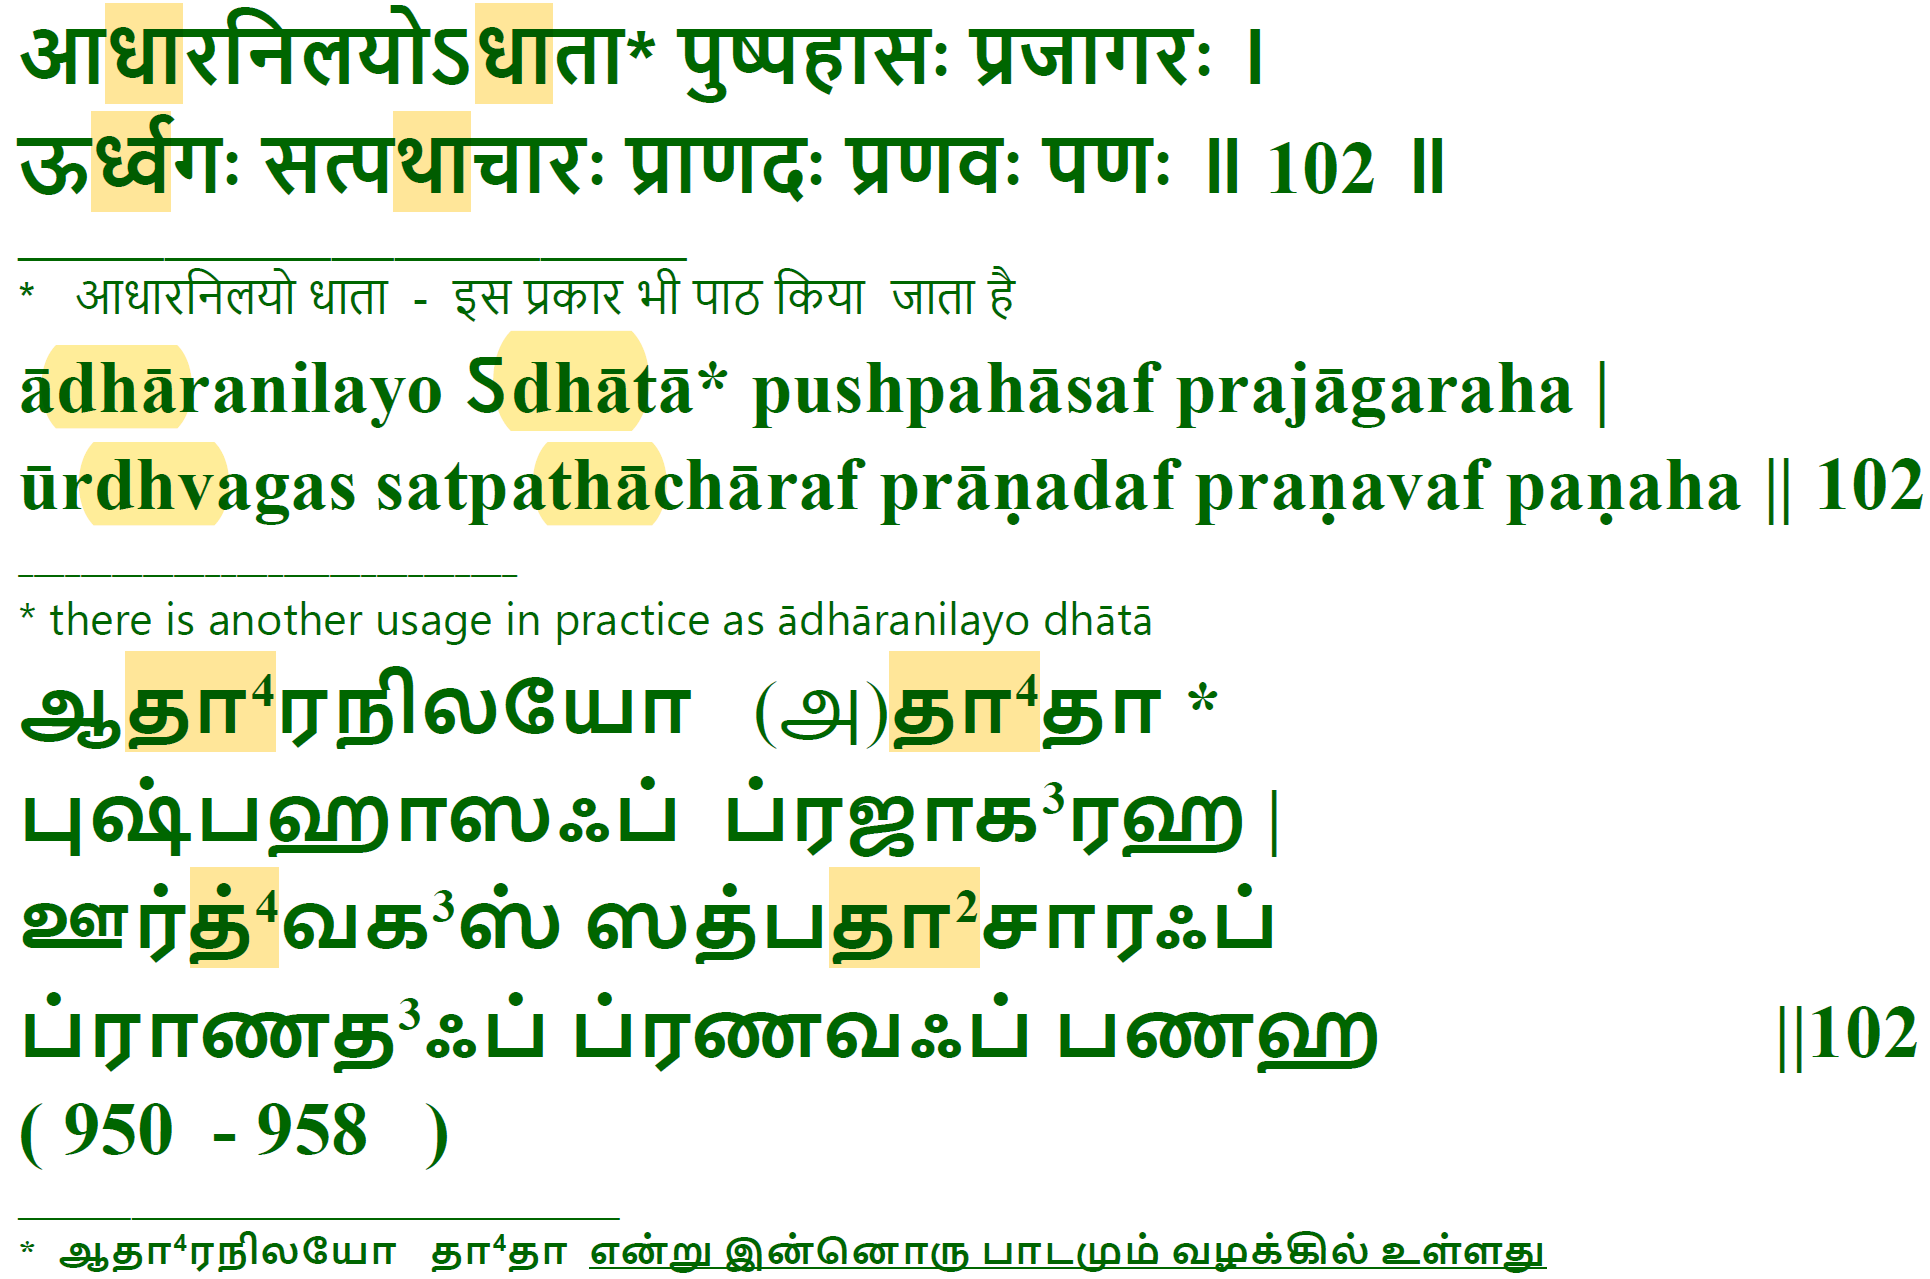 आधारनिलयोऽधाता* पुष्पहासः प्रजागरः ।
ऊर्ध्वगः सत्पथाचारः प्राणदः प्रणवः पणः ॥ 102 ॥
* आधारनिलयो धाता - इस प्रकार भी पाठ किया जाता है
ādhāranilayo ऽdhātā* pushpahāsaf prajāgaraha |
ūrdhvagas satpathāchāraf prāṇadaf praṇavaf paṇaha || 102
* there is another usage in practice as ādhāranilayo dhātā
ஆதா⁴ரநிலயோ (அ)தா⁴தா *
புஷ்பஹாஸஃப் ப்ரஜாக³ரஹ |
ஊர்த்⁴வக³ஸ் ஸத்பதா²சாரஃப்
ப்ராணத³ஃப் ப்ரணவஃப் பணஹ ||102
( 950 - 958 )
* ஆதா⁴ரநிலயோ தா⁴தா என்று இன்னொரு பாடமும் வழக்கில் உள்ளது